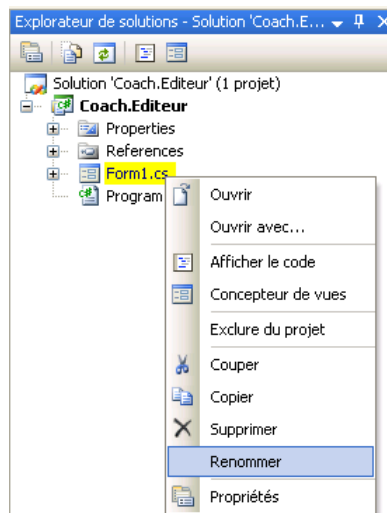 Explorateur de solutions - Solution 'Coach.E...
Solution 'Coach.Editeur' (1 projet)
Coach.Editeur
Properties
References
Form1.cs
Program
Ouvrir
Ouvrir avec...
Afficher le code
Concepteur de vues
Exclure du projet
Couper
Copier
Supprimer
Renommer
Propriétés